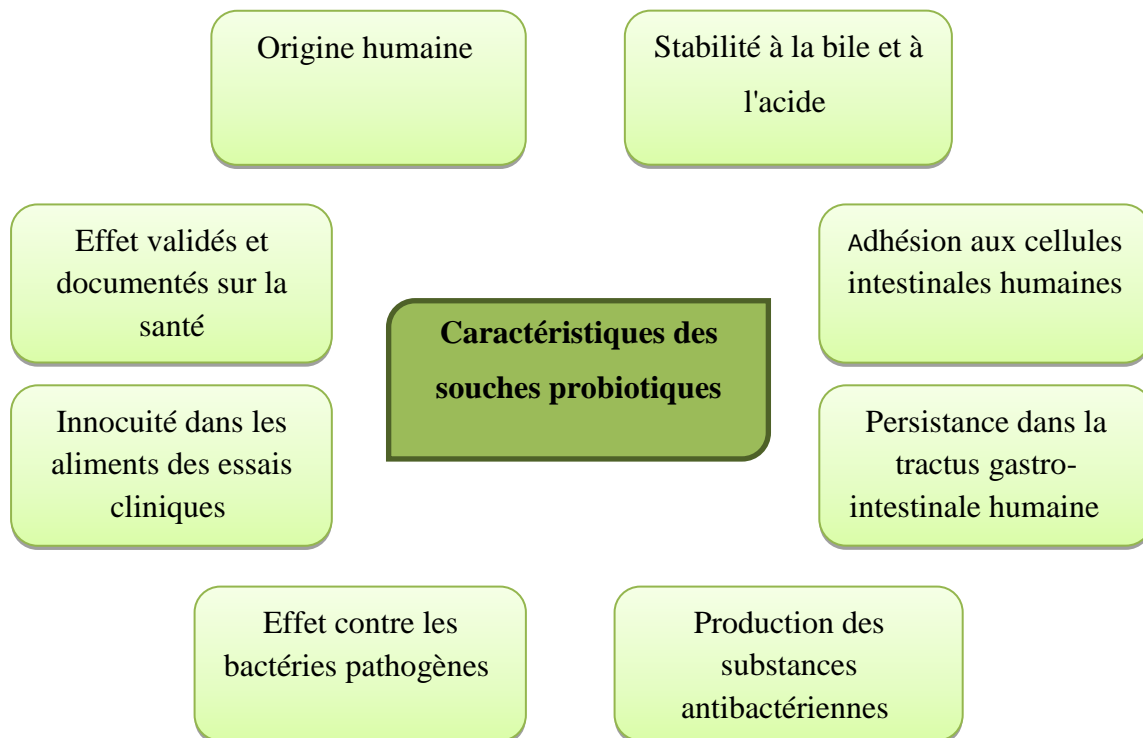 Origine humaine
Stabilité à la bile et à
l'acide
Effet validés et
documentés sur la
santé
Adhésion aux cellules
intestinales humaines
Caractéristiques des
souches probiotiques
Innocuité dans les
aliments des essais
cliniques
Persistance dans la
tractus gastro-
intestinale humaine
Effet contre les
bactéries pathogènes
Production des
substances
antibactériennes